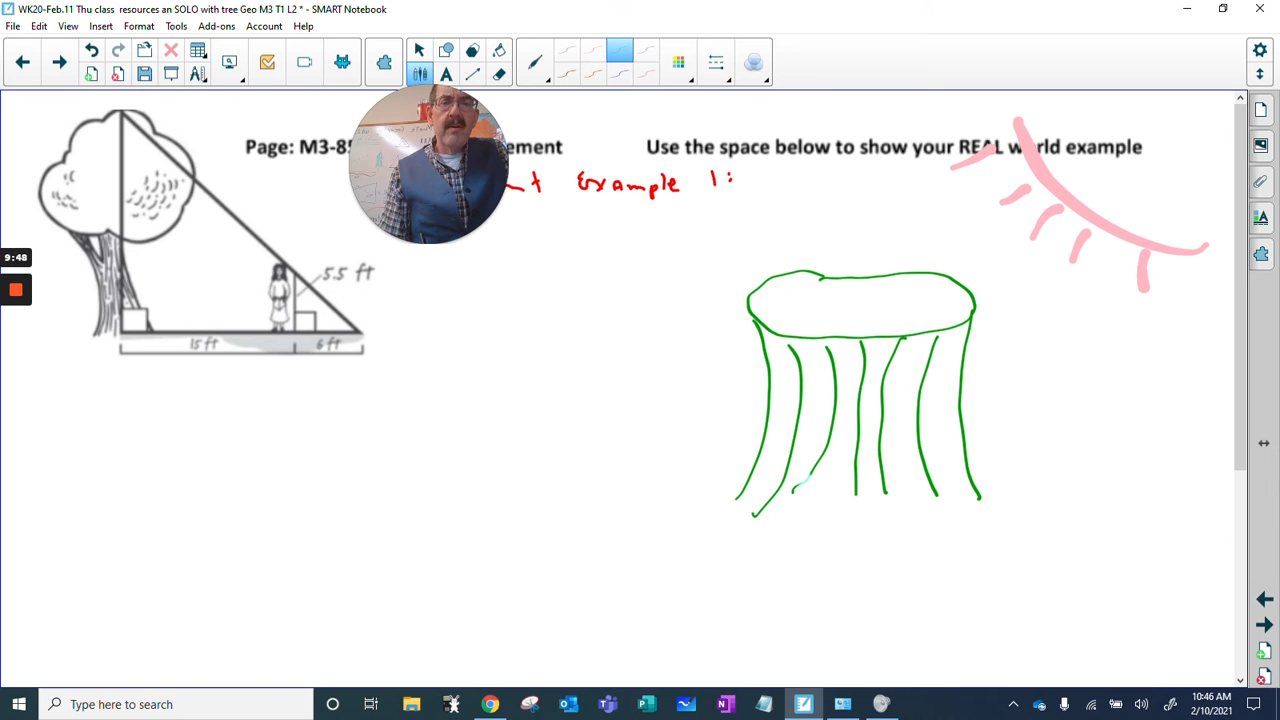 WK20-Feb.11 Thu class resources an SOLO with tree Geo M3 T1 L2 * - SMART Notebook
File Edit View Insert Format Tools Add-ons Account Help
Page: M3-85 Use the space below to show your REAL world example
Example 1:
9:48
5.5 ft
15 ft 6 ft
Type here to search
10:46 AM
2/10/2021